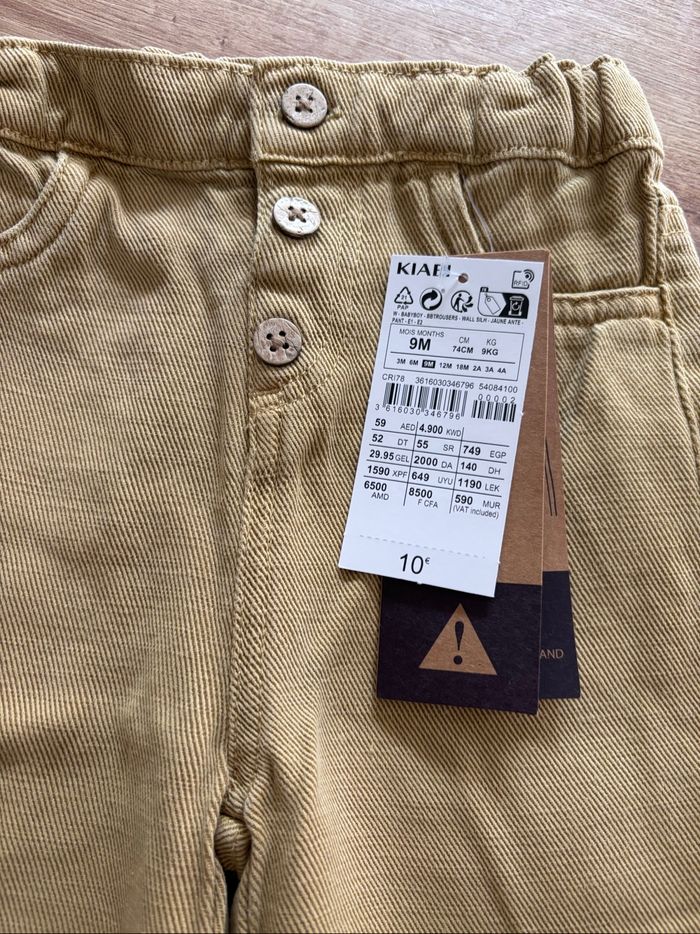 KIABI
RFID
21
PAP
W - BABYBOY - BBTROUSERS - WALL SILH - JAUNE ANTE -
PANT - E1 - E2
MOIS MONTHS CM KG
9M 74CM 9KG
3M 6M 9M 12M 18M 2A 3A 4A
CRI78 3616030346796 54084100
00002
3 616030 346796
59 AED 4.900 KWD
52 DT 55 SR 749 EGP
29.95 GEL 2000 DA 140 DH
1590 XPF 649 UYU 1190 LEK
6500 AMD 8500 F CFA 590 MUR
(VAT included)
10€
!
AND